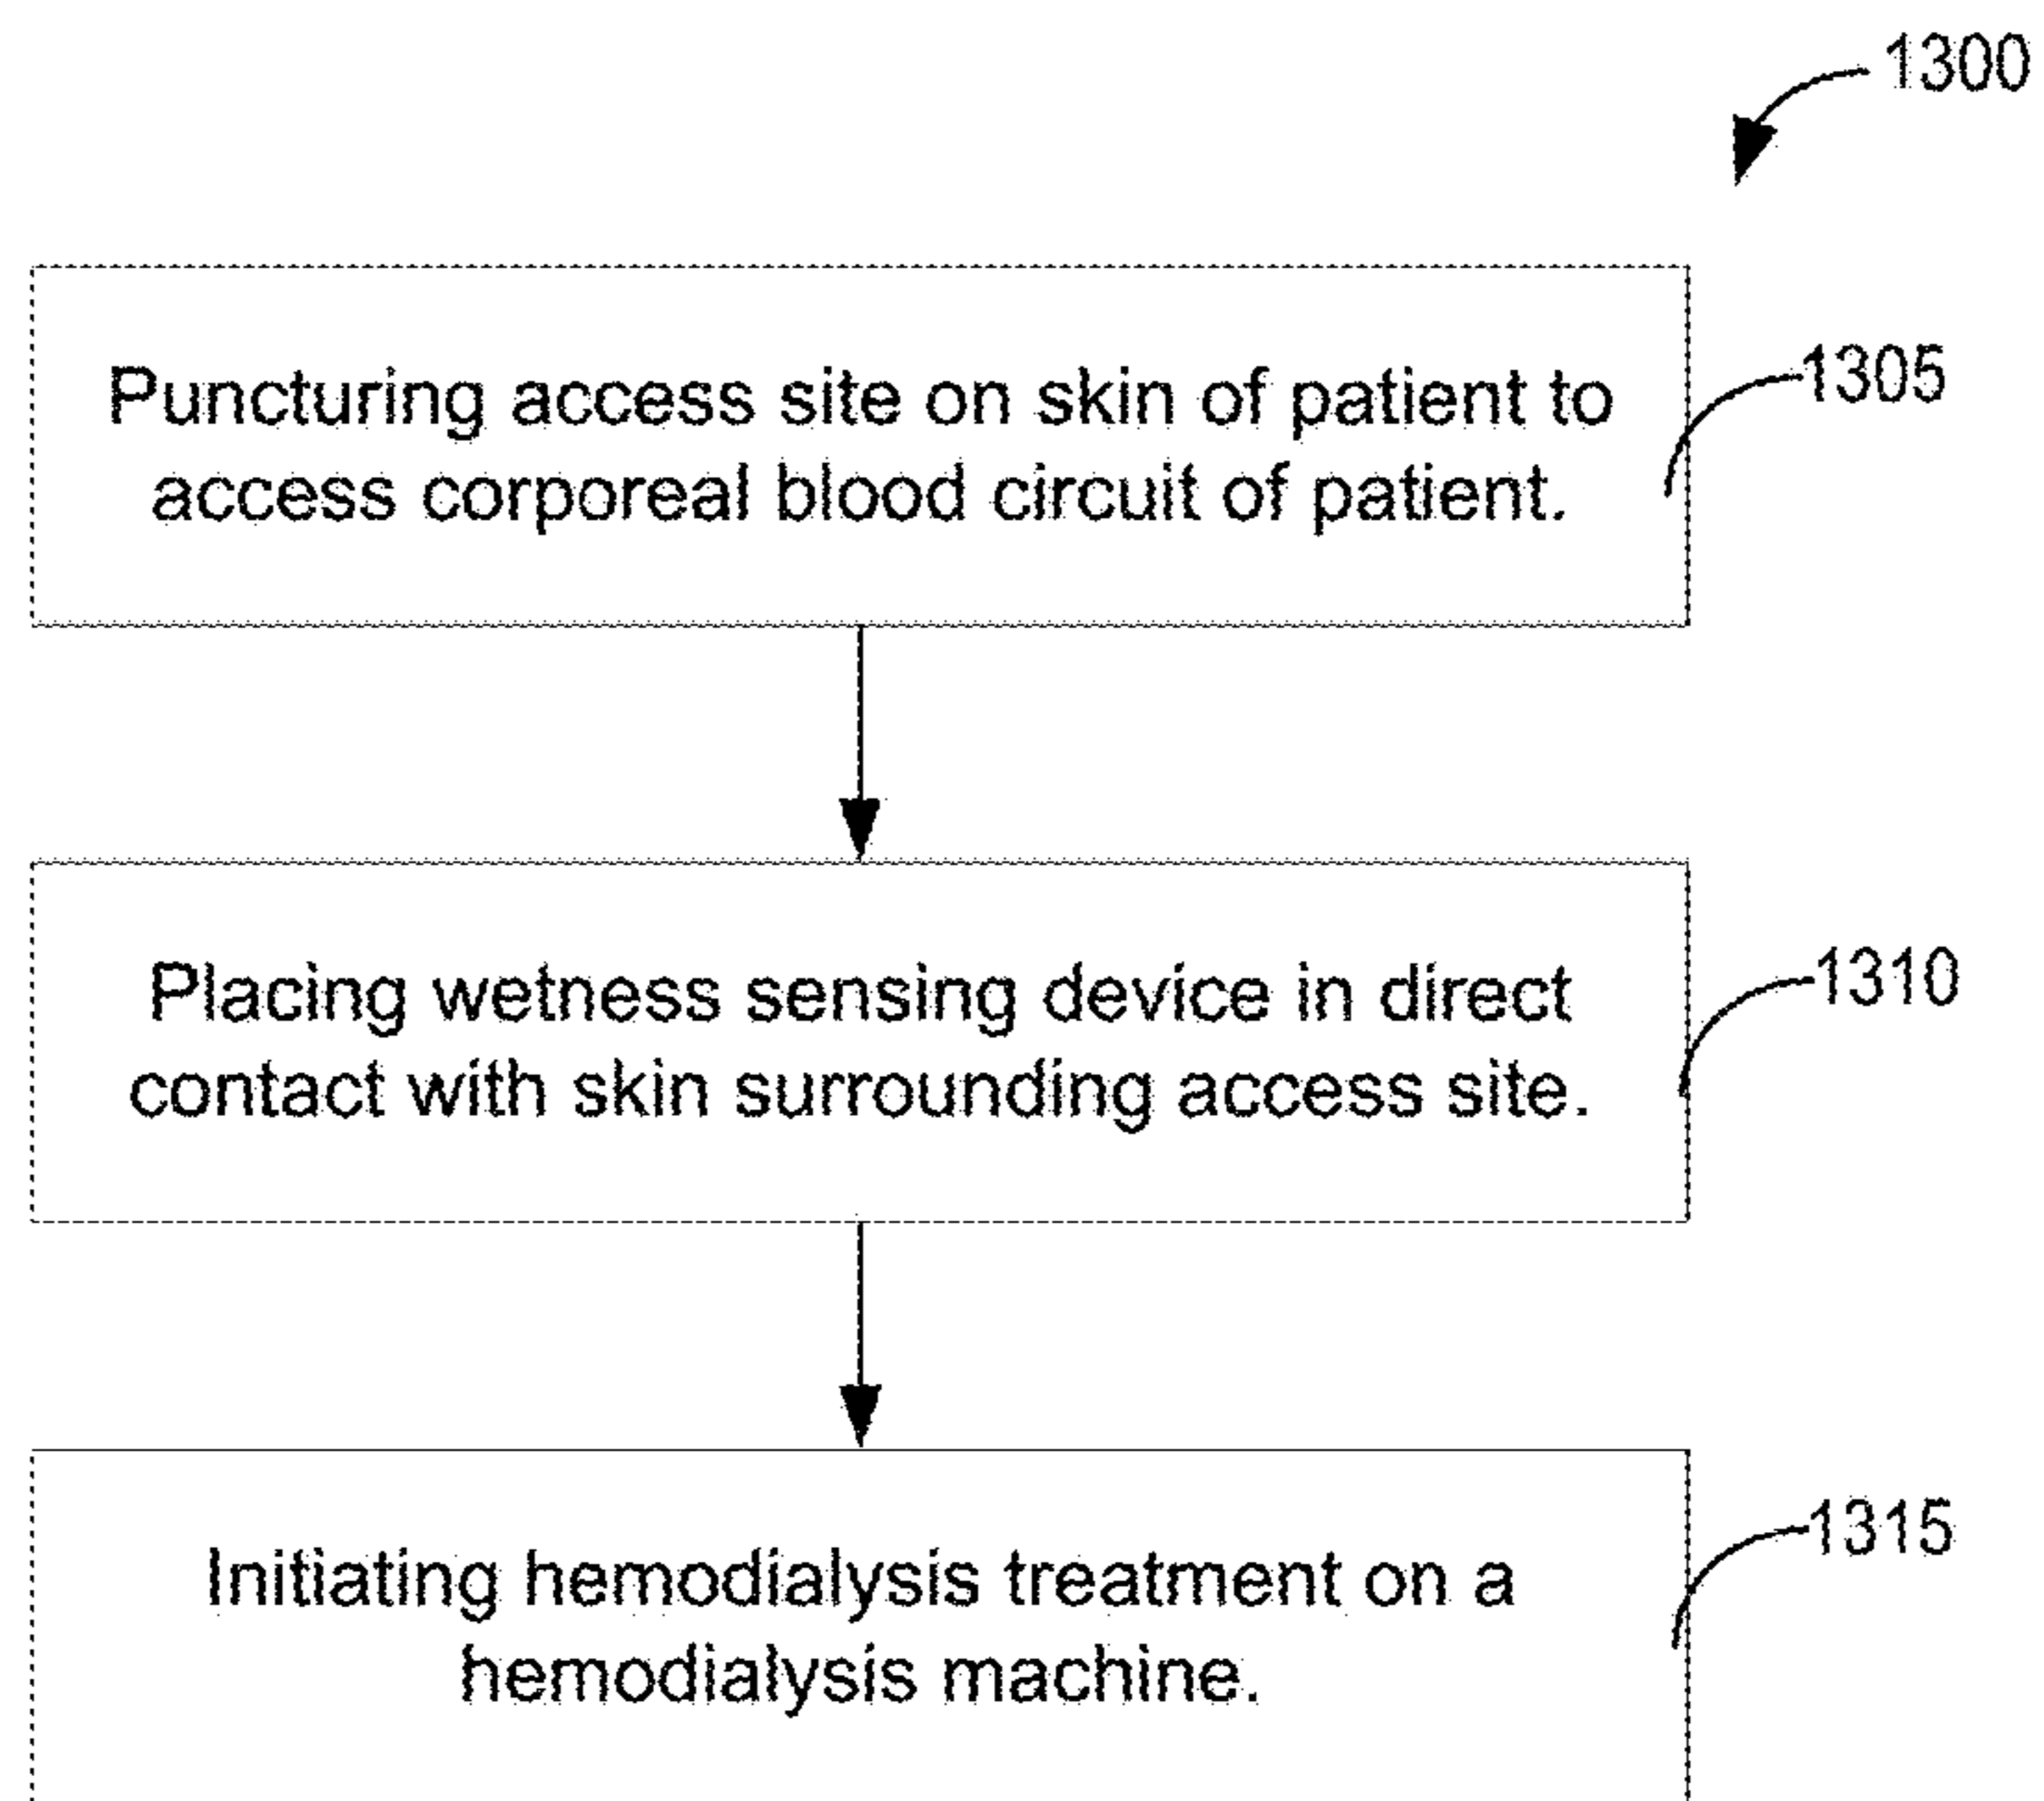 1300
Puncturing access site on skin of patient to
access corporeal blood circuit of patient.
1305
Placing wetness sensing device in direct
contact with skin surrounding access site.
1310
Initiating hemodialysis treatment on a
hemodialysis machine.
1315